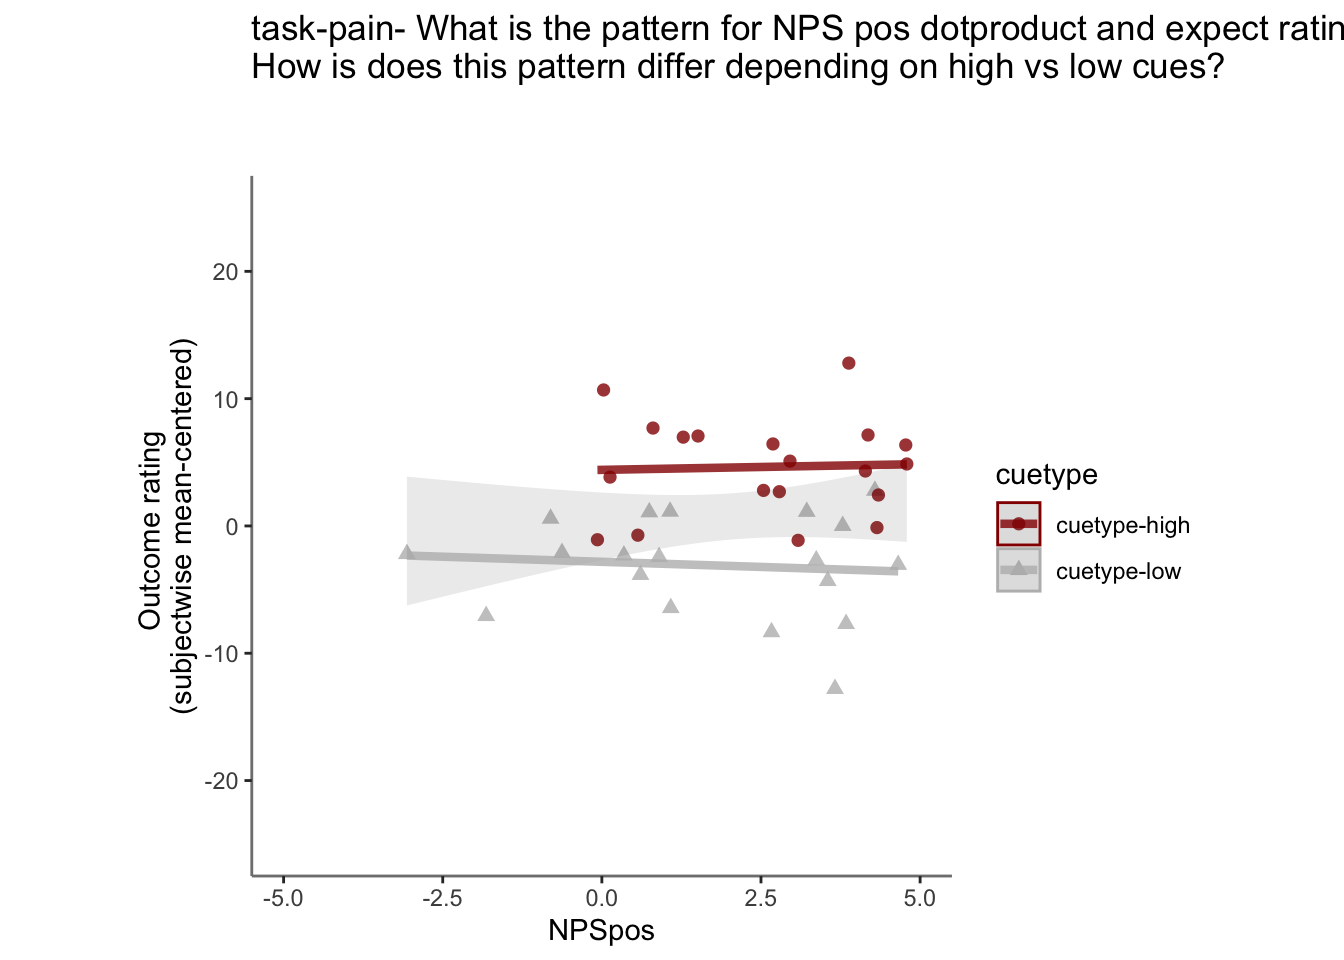 task-pain- What is the pattern for NPS pos dotproduct and expect ratin
How is does this pattern differ depending on high vs low cues?
20
10
0
-10
-20
Outcome rating
(subjectwise mean-centered)
-5.0
-2.5
0.0
2.5
5.0
NPSpos
cuetype
cuetype-high
cuetype-low